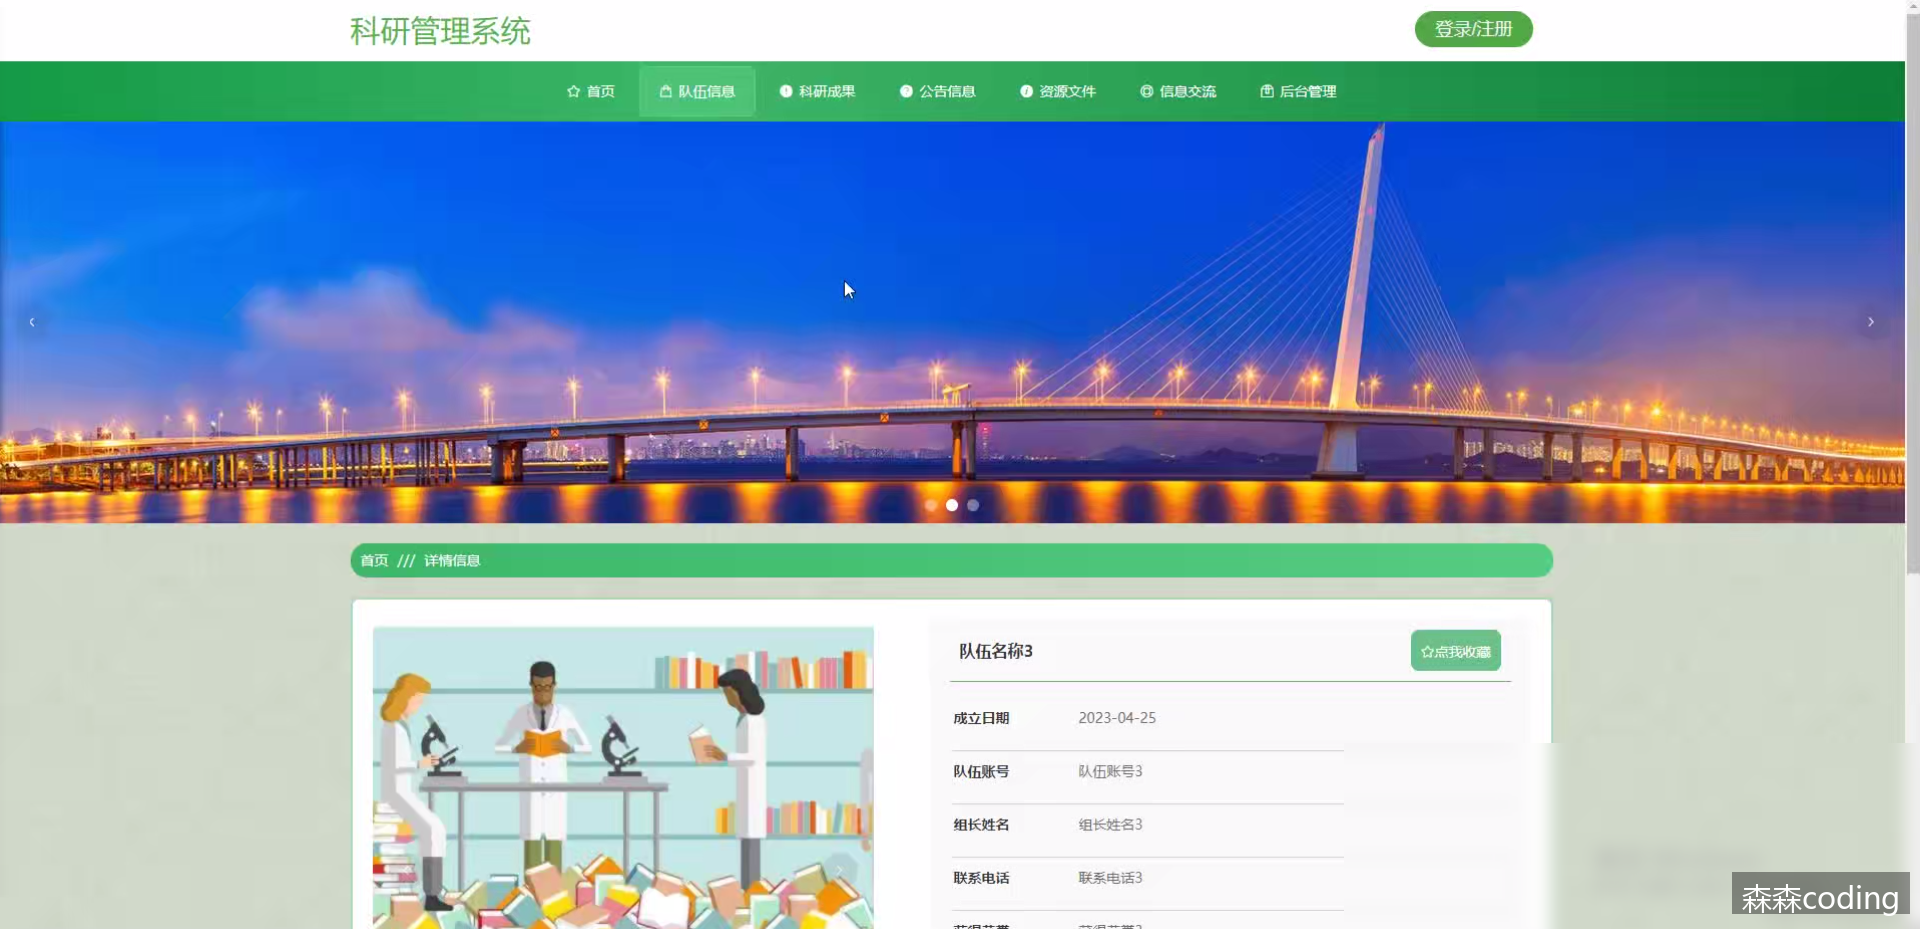 科研管理系统
登录/注册
首页 队伍信息 科研成果 公告信息 资源文件 信息交流 后台管理
首页 /// 详情信息
队伍名称3
点我收藏
成立日期 2023-04-25
队伍账号 队伍账号3
组长姓名 组长姓名3
联系电话 联系电话3
森森coding